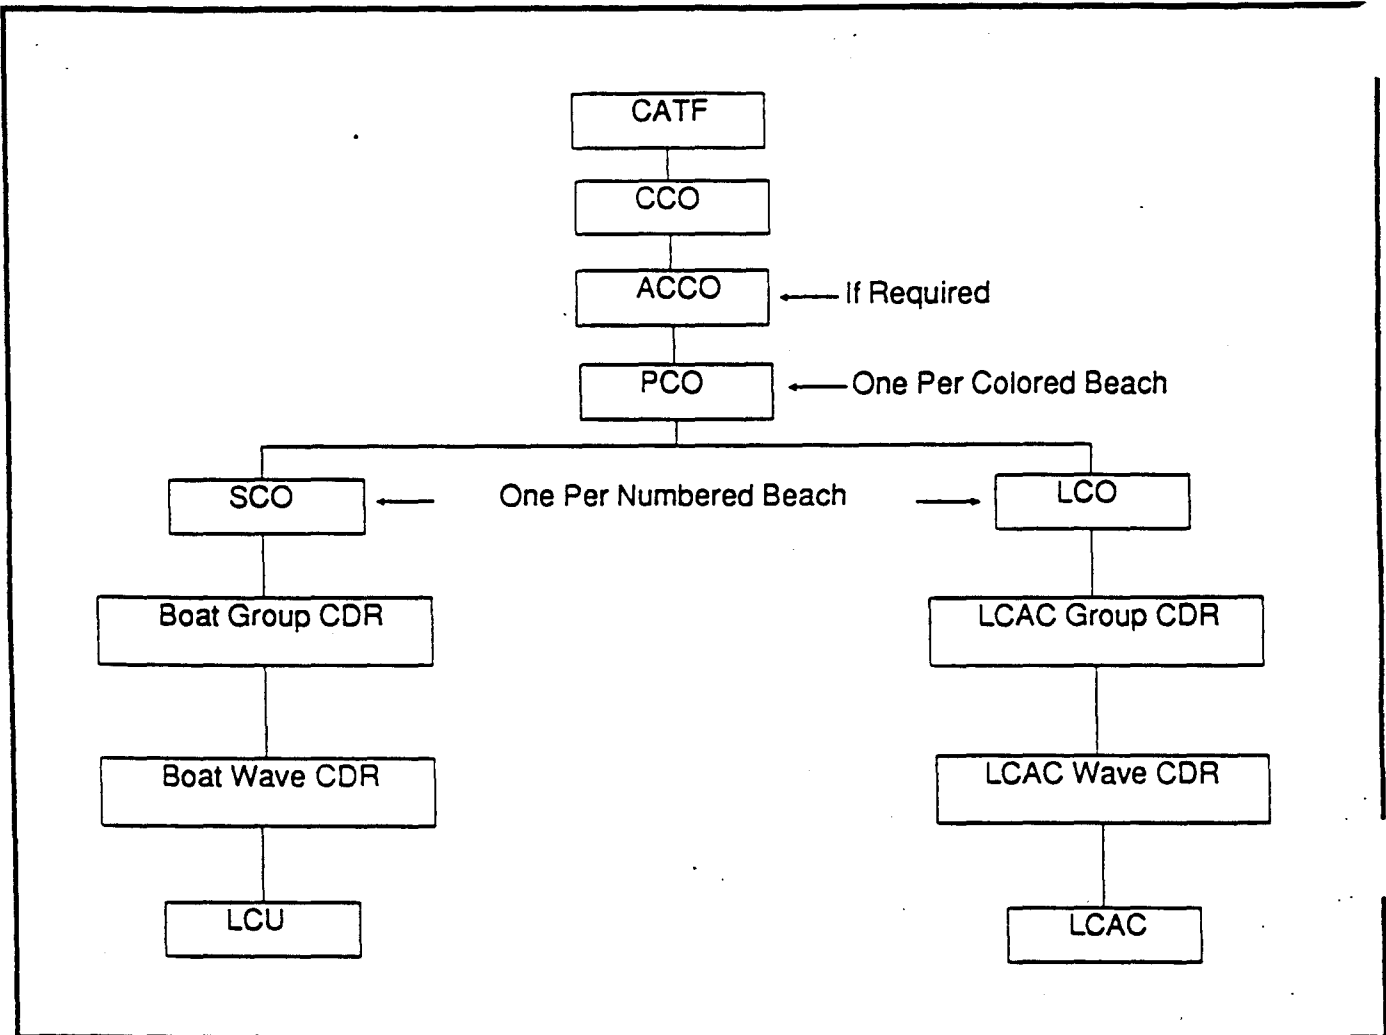 CATF
CCO
ACCO
If Required
PCO
One Per Colored Beach
SCO
One Per Numbered Beach
LCO
Boat Group CDR
LCAC Group CDR
Boat Wave CDR
LCAC Wave CDR
LCU
LCAC